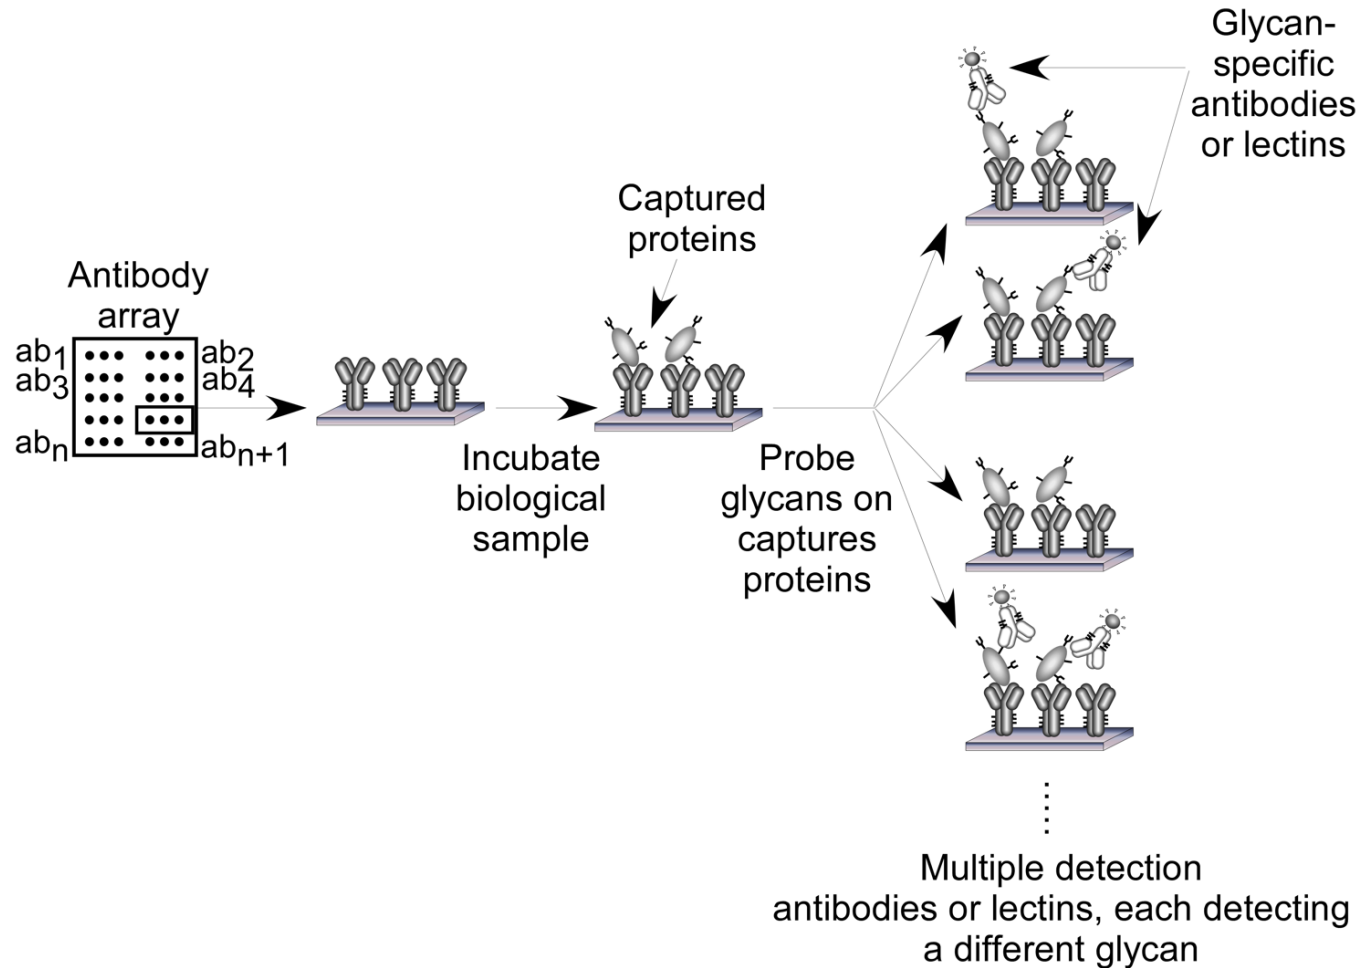 Glycan-
specific
antibodies
or lectins
Captured
proteins
Antibody
array
ab1
ab2
ab3
ab4
abn
abn+1
Incubate
biological
sample
Probe
glycans on
captures
proteins
Multiple detection
antibodies or lectins, each detecting
a different glycan